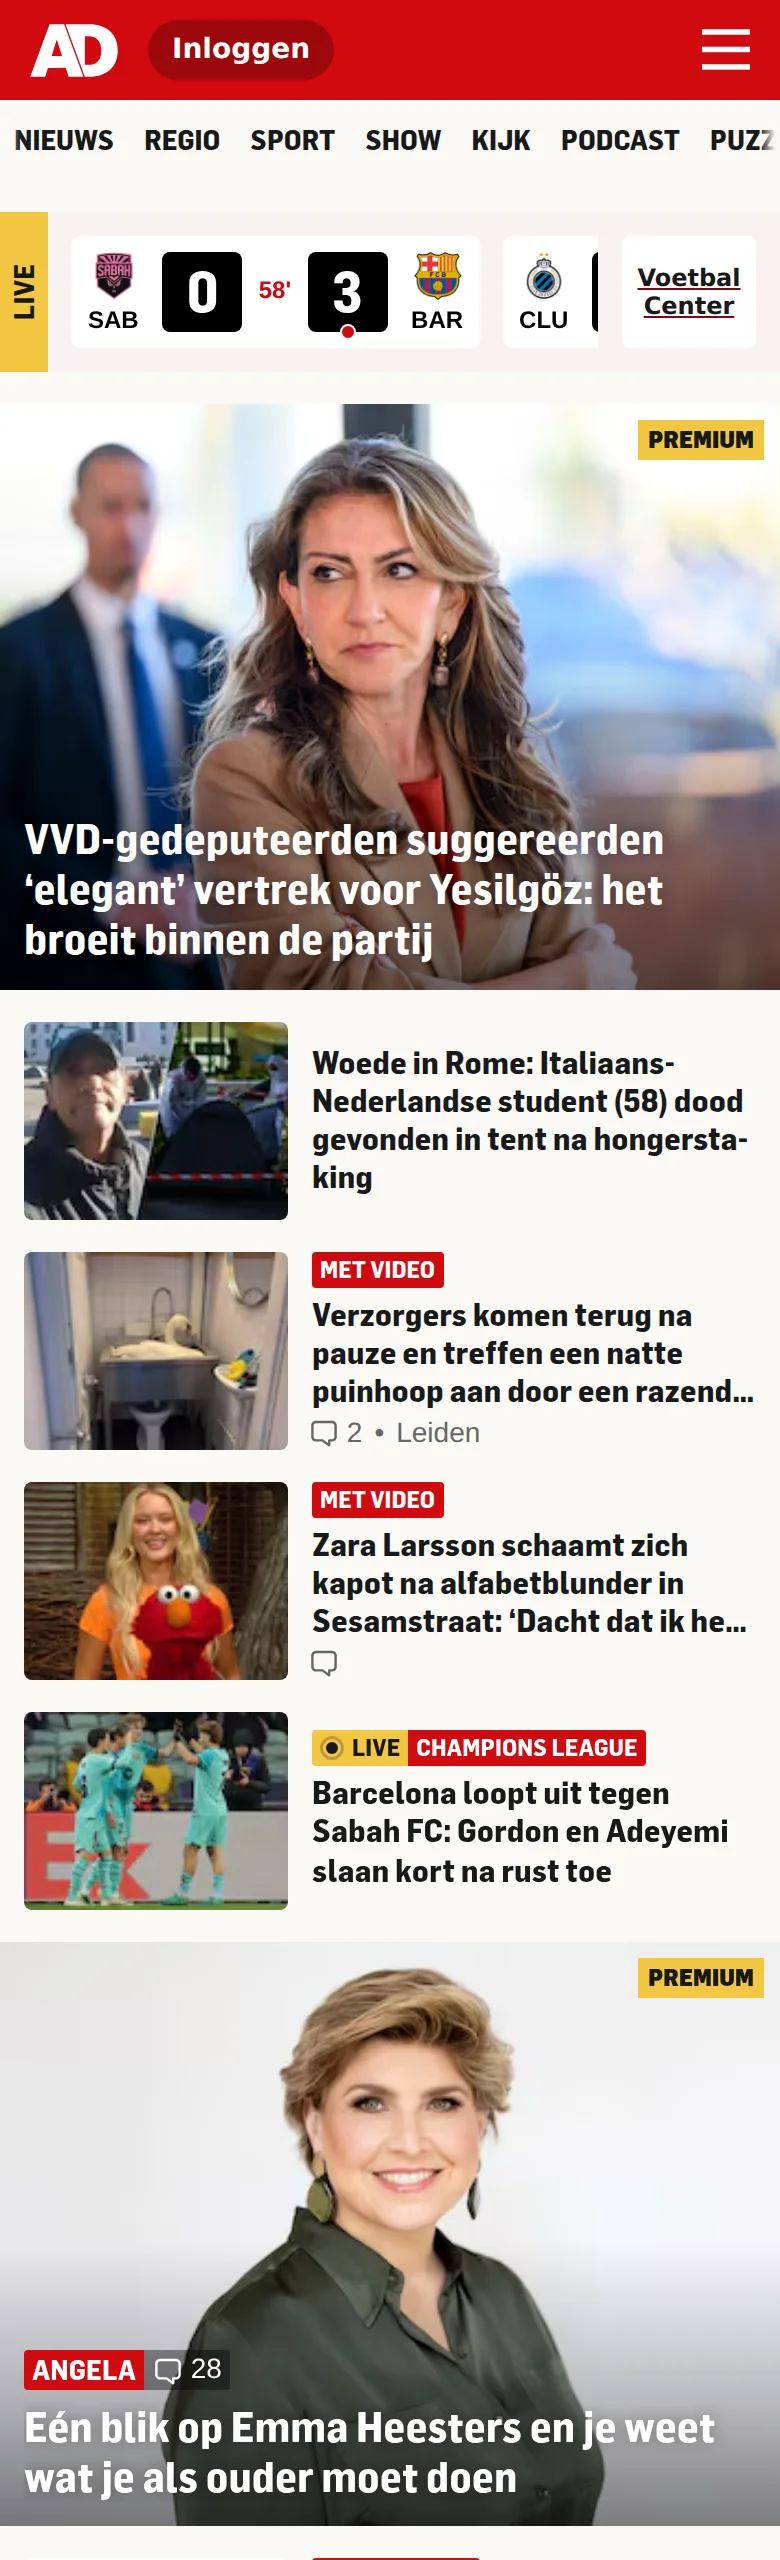 AD Inloggen
NIEUWS REGIO SPORT SHOW KIJK PODCAST PUZZ
LIVE
SABAH
FCB
0 58' 3
SAB BAR CLU
Voetbal
Center
PREMIUM
VVD-gedeputeerden suggereerden
‘elegant’ vertrek voor Yesilgöz: het
broeit binnen de partij
Woede in Rome: Italiaans-
Nederlandse student (58) dood
gevonden in tent na hongersta-
king
MET VIDEO
Verzorgers komen terug na
pauze en treffen een natte
puinhoop aan door een razend...
2 • Leiden
MET VIDEO
Zara Larsson schaamt zich
kapot na alfabetblunder in
Sesamstraat: ‘Dacht dat ik he...
LIVE CHAMPIONS LEAGUE
Barcelona loopt uit tegen
Sabah FC: Gordon en Adeyemi
slaan kort na rust toe
PREMIUM
ANGELA 28
Eén blik op Emma Heesters en je weet
wat je als ouder moet doen